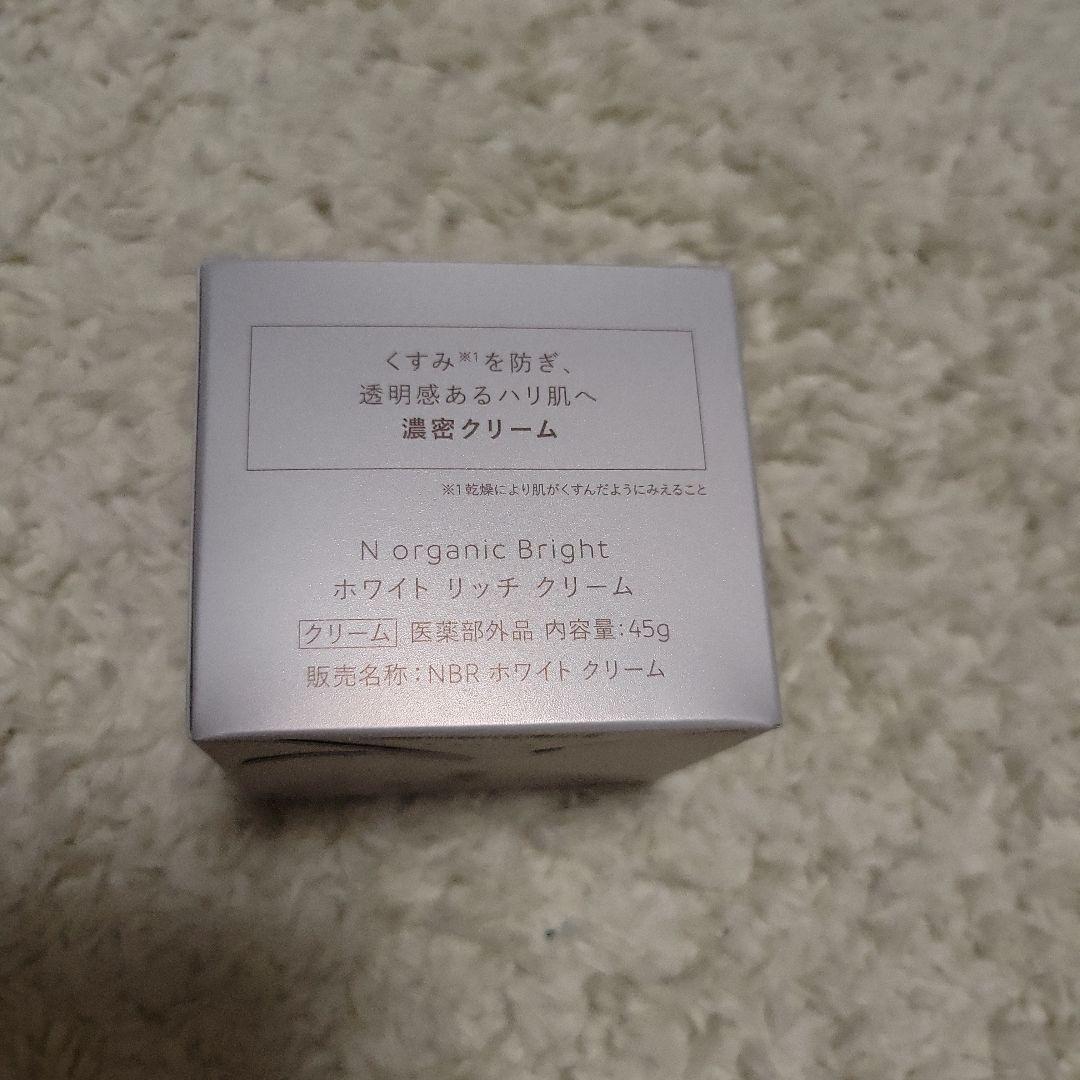 くすみ※1を防ぎ、
透明感あるハリ肌へ
濃密クリーム
※1 乾燥により肌がくすんだようにみえること
N organic Bright
ホワイト リッチ クリーム
クリーム 医薬部外品 内容量:45g
販売名称:NBR ホワイト クリーム